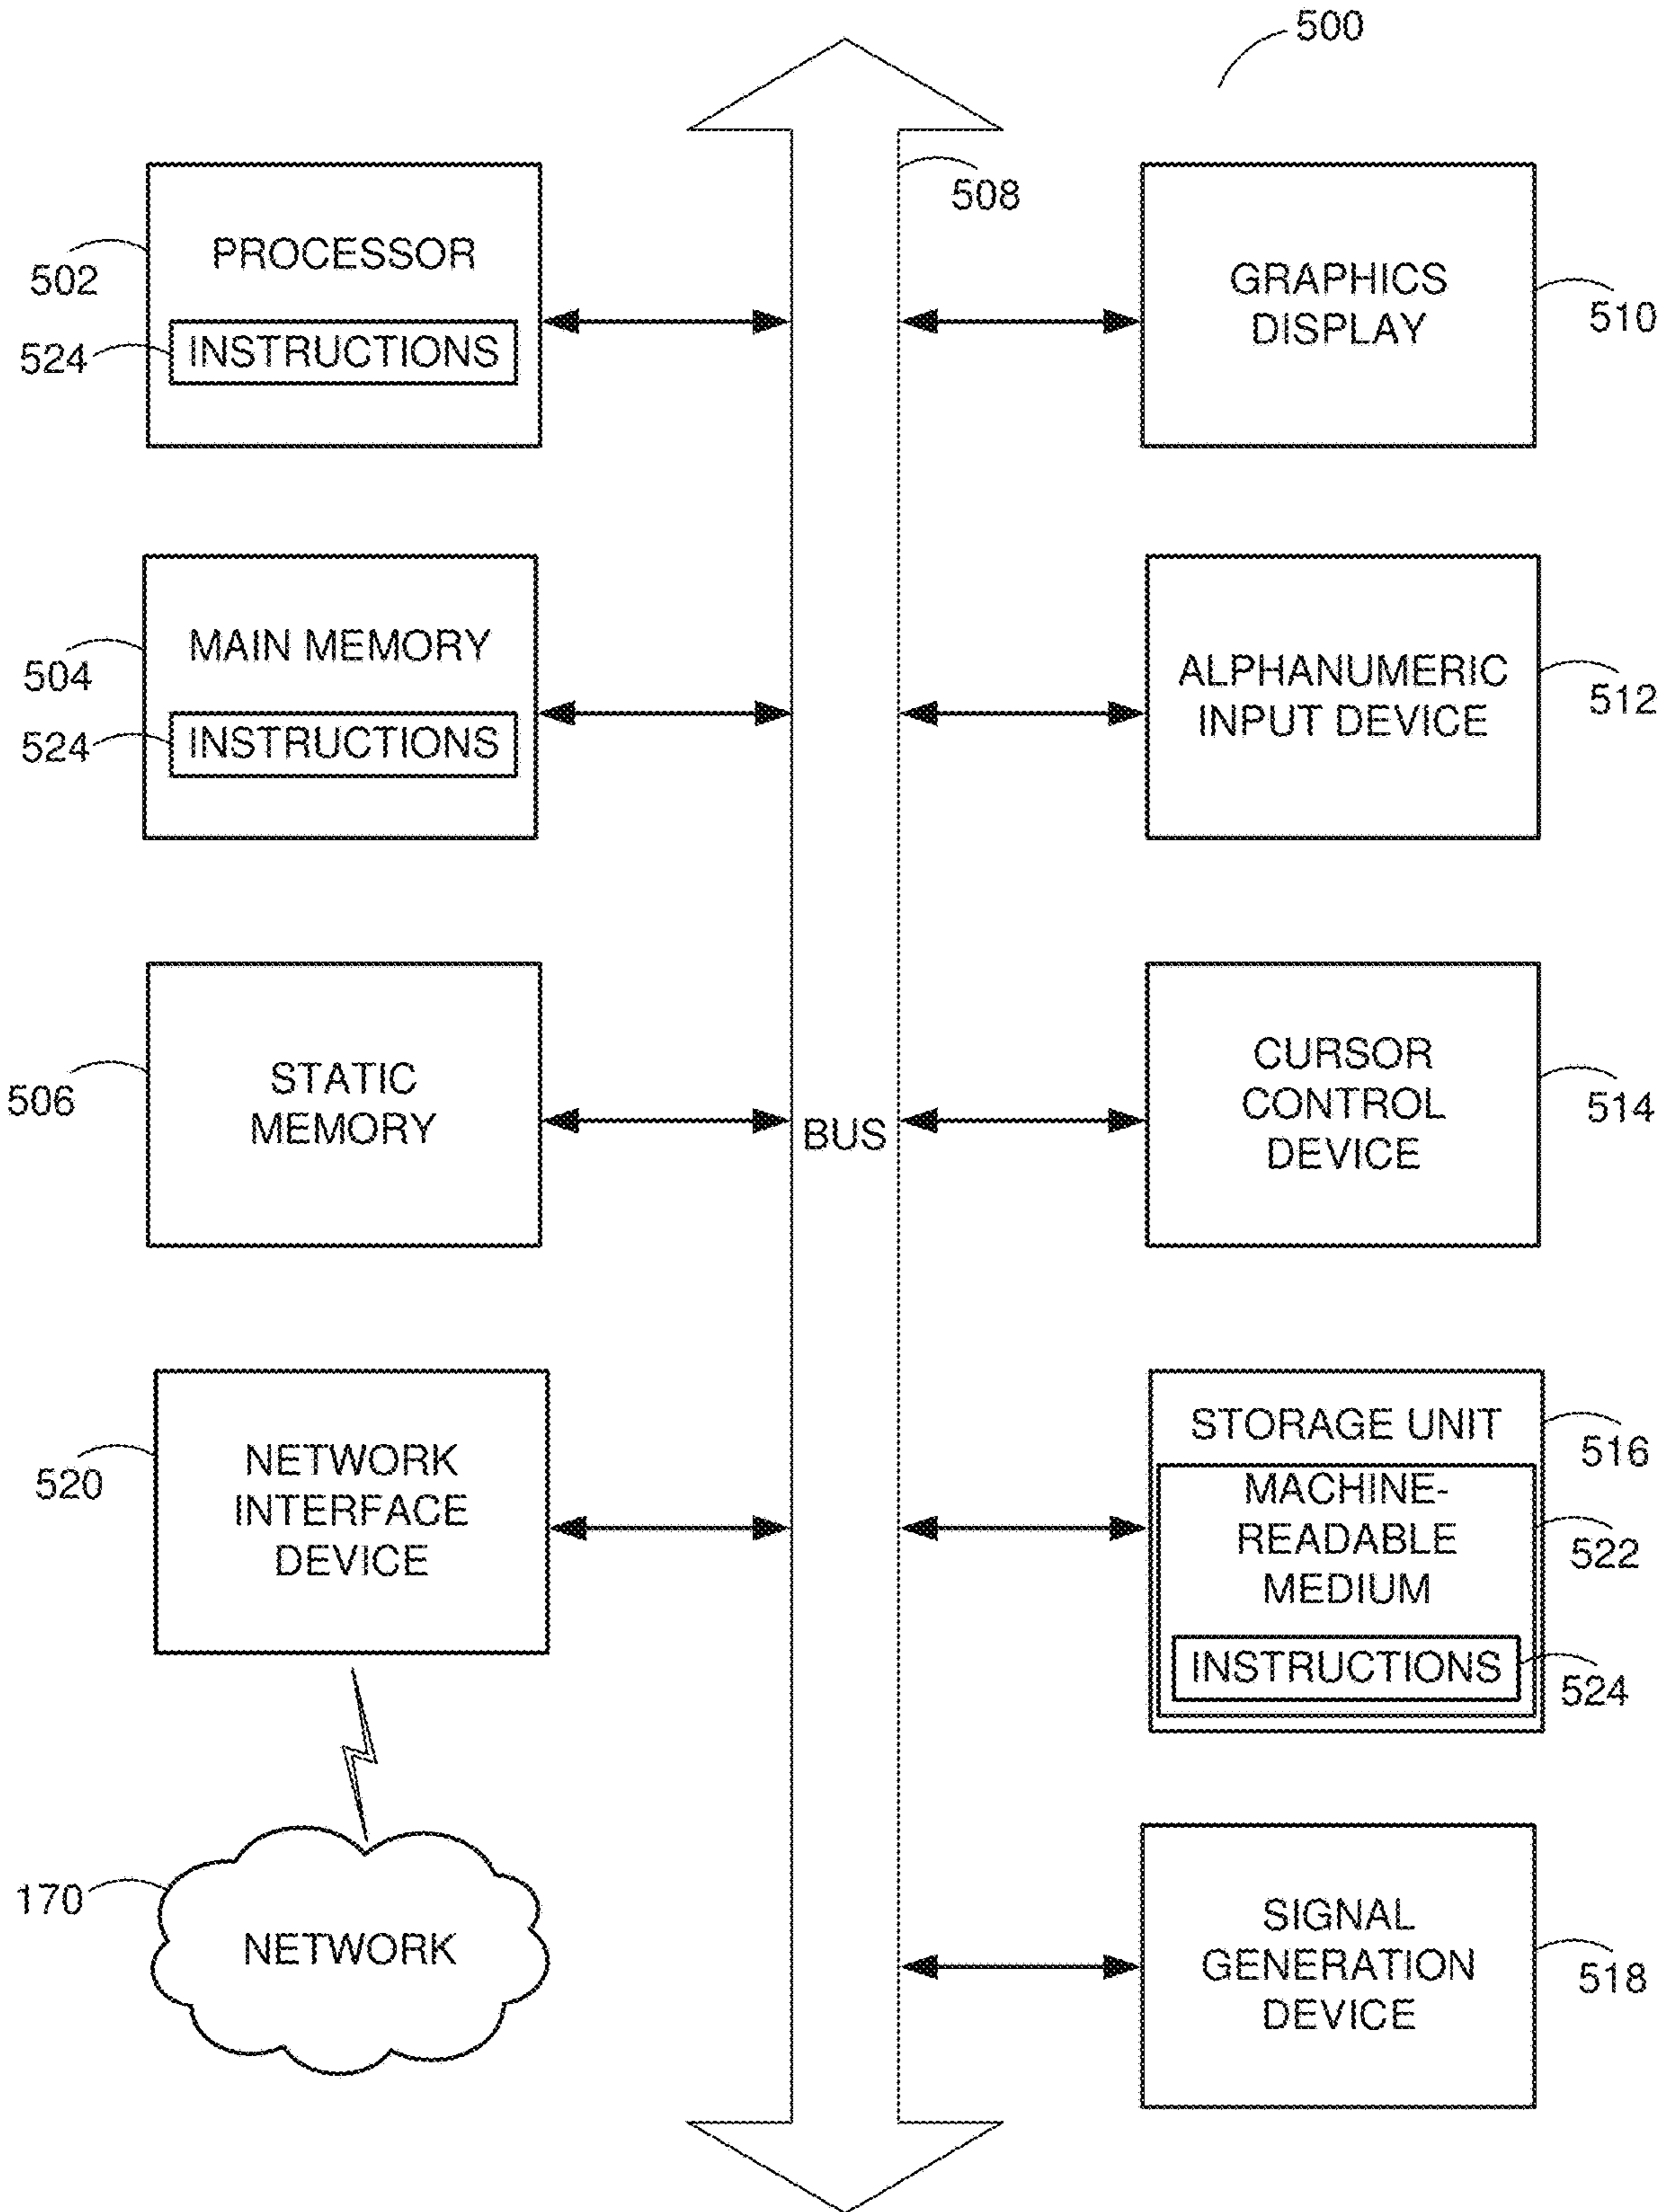 500
508
PROCESSOR
502
INSTRUCTIONS
524
GRAPHICS
DISPLAY
510
MAIN MEMORY
504
INSTRUCTIONS
524
ALPHANUMERIC
INPUT DEVICE
512
STATIC
MEMORY
506
BUS
CURSOR
CONTROL
DEVICE
514
NETWORK
INTERFACE
DEVICE
520
STORAGE UNIT
516
MACHINE-
READABLE
MEDIUM
522
INSTRUCTIONS
524
170
NETWORK
SIGNAL
GENERATION
DEVICE
518